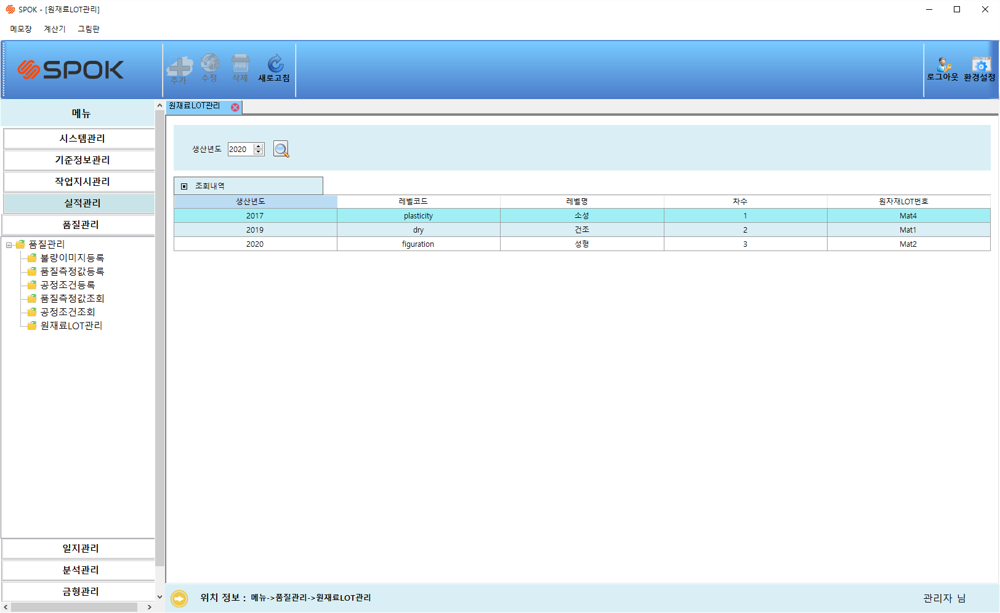 SPOK - [원재료LOT관리]
메모장 계산기 그림판
SPOK
추가 수정 삭제 새로고침
로그아웃 환경설정
메뉴
시스템관리
기준정보관리
작업지시관리
실적관리
품질관리
품질관리
불량이미지등록
품질측정값등록
공정조건등록
품질측정값조회
공정조건조회
원재료LOT관리
일지관리
분석관리
금형관리
원재료LOT관리
생산년도 2020
조회내역
생산년도 레벨코드 레벨명 차수 원자재LOT번호
2017 plasticity 소성 1 Mat4
2019 dry 건조 2 Mat1
2020 figuration 성형 3 Mat2
위치 정보 : 메뉴->품질관리->원재료LOT관리
관리자 님